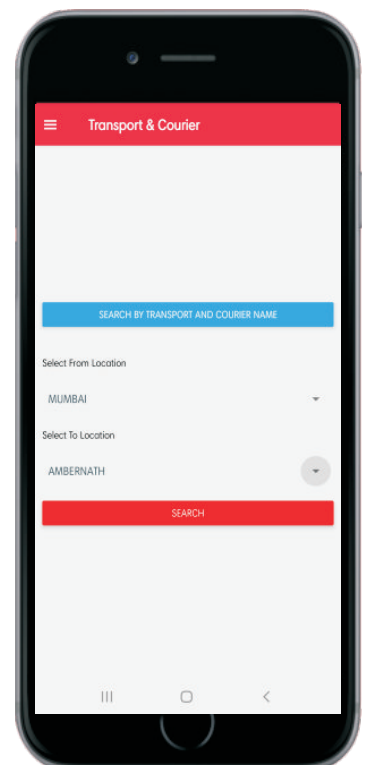 Transport & Courier
SEARCH BY TRANSPORT AND COURIER NAME
Select From Location
MUMBAI
Select To Location
AMBERNATH
SEARCH